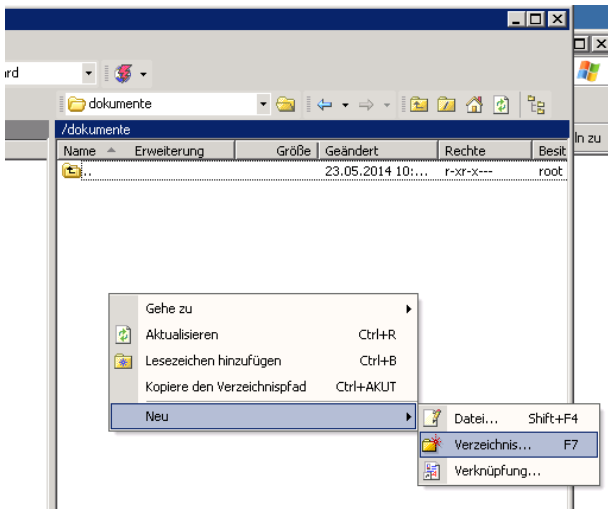 rd
dokumente
/dokumente
Name Erweiterung Größe Geändert Rechte Besit
.. 23.05.2014 10:... r-xr-x--- root
ln zu
Gehe zu
Aktualisieren Ctrl+R
Lesezeichen hinzufügen Ctrl+B
Kopiere den Verzeichnispfad Ctrl+AKUT
Neu
Datei... Shift+F4
Verzeichnis... F7
Verknüpfung...